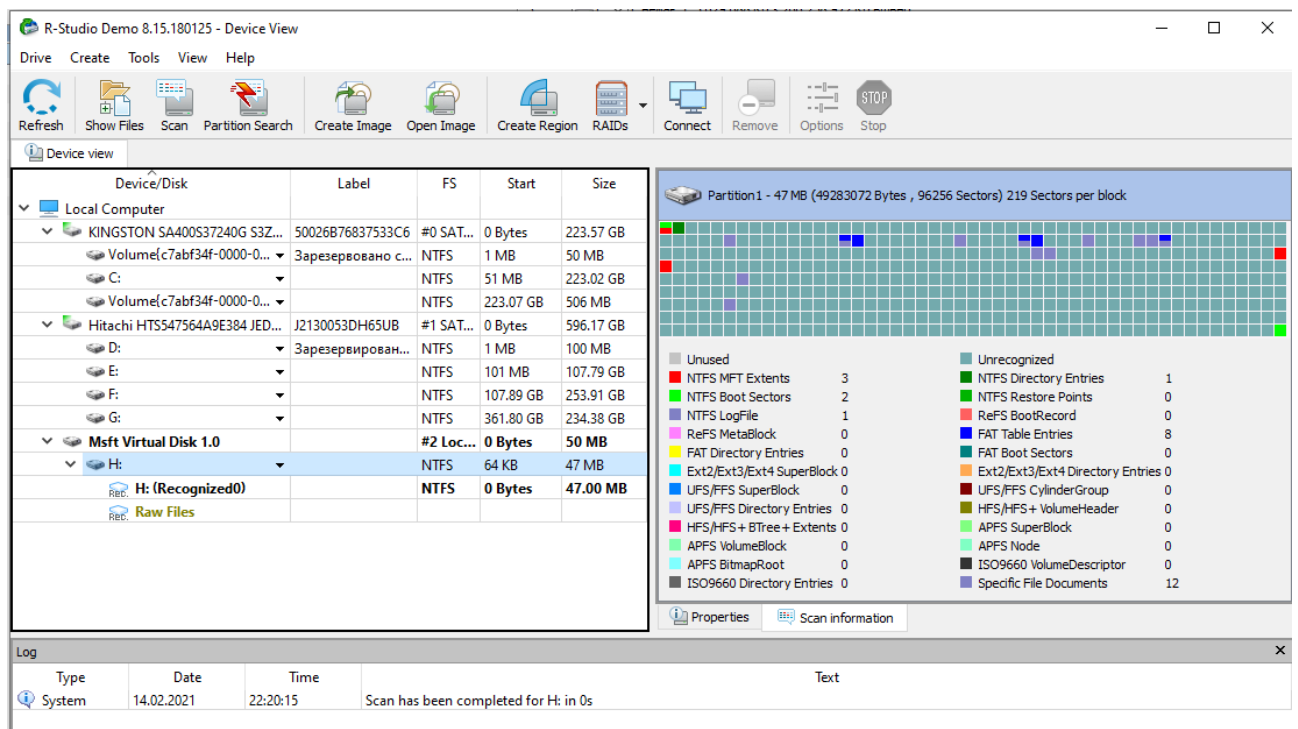 R-Studio Demo 8.15.180125 - Device View
Drive Create Tools View Help
Refresh Show Files Scan Partition Search Create Image Open Image Create Region RAIDs Connect Remove Options STOP Stop
Device view
Device/Disk Label FS Start Size
Local Computer
KINGSTON SA400S37240G S3Z... 50026B76837533C6 #0 SAT... 0 Bytes 223.57 GB
Volume{c7abf34f-0000-0... Зарезервовано с... NTFS 1 MB 50 MB
C: NTFS 51 MB 223.02 GB
Volume{c7abf34f-0000-0... NTFS 223.07 GB 506 MB
Hitachi HTS547564A9E384 JED... J2130053DH65UB #1 SAT... 0 Bytes 596.17 GB
D: Зарезервирован... NTFS 1 MB 100 MB
E: NTFS 101 MB 107.79 GB
F: NTFS 107.89 GB 253.91 GB
G: NTFS 361.80 GB 234.38 GB
Msft Virtual Disk 1.0 #2 Loc... 0 Bytes 50 MB
H: NTFS 64 KB 47 MB
REC. H: (Recognized0) NTFS 0 Bytes 47.00 MB
REC. Raw Files
Partition1 - 47 MB (49283072 Bytes , 96256 Sectors) 219 Sectors per block
Unused Unrecognized
NTFS MFT Extents 3 NTFS Directory Entries 1
NTFS Boot Sectors 2 NTFS Restore Points 0
NTFS LogFile 1 ReFS BootRecord 0
ReFS MetaBlock 0 FAT Table Entries 8
FAT Directory Entries 0 FAT Boot Sectors 0
Ext2/Ext3/Ext4 SuperBlock 0 Ext2/Ext3/Ext4 Directory Entries 0
UFS/FFS SuperBlock 0 UFS/FFS CylinderGroup 0
UFS/FFS Directory Entries 0 HFS/HFS+ VolumeHeader 0
HFS/HFS+ BTree+ Extents 0 APFS SuperBlock 0
APFS VolumeBlock 0 APFS Node 0
APFS BitmapRoot 0 ISO9660 VolumeDescriptor 0
ISO9660 Directory Entries 0 Specific File Documents 12
Properties Scan information
Log
Type Date Time Text
System 14.02.2021 22:20:15 Scan has been completed for H: in 0s